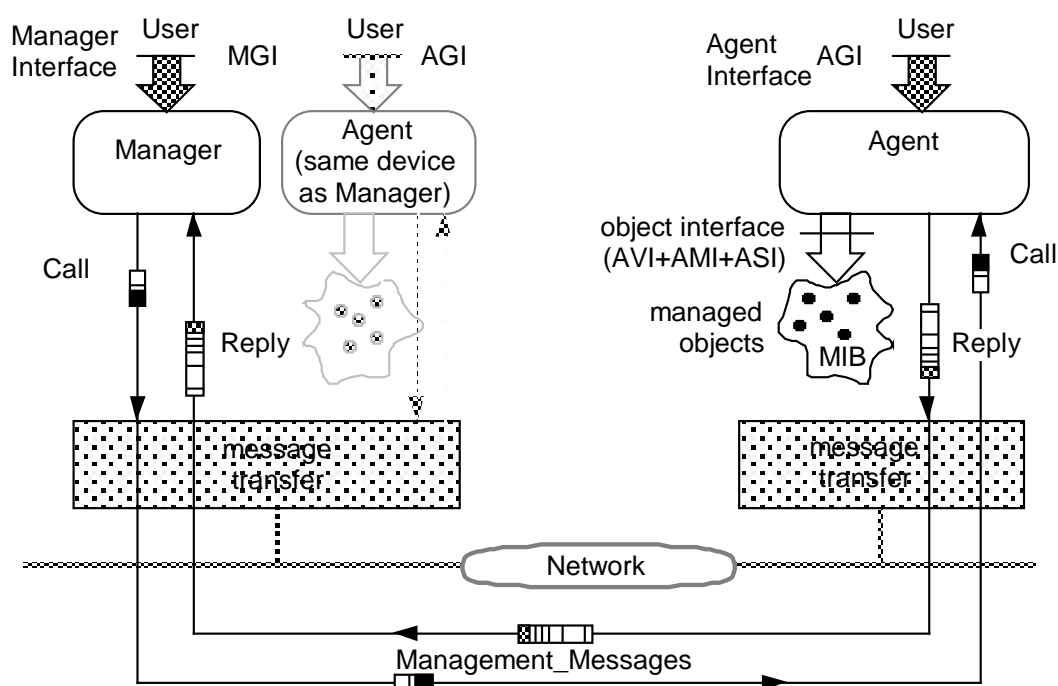 Manager
Interface
User
MGI
User
AGI
Agent
Interface
AGI
User
Manager
Agent
(same device
as Manager)
Agent
Call
Reply
object interface
(AVI+AMI+ASI)
managed
objects
MIB
Call
Reply
message
transfer
message
transfer
Network
Management_Messages